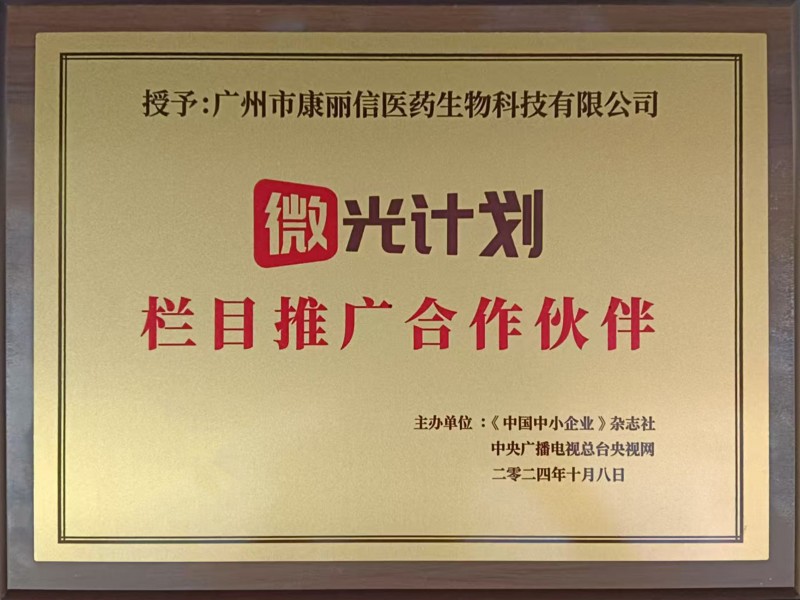 授予:广州市康丽信医药生物科技有限公司
微光计划
栏目推广合作伙伴
主办单位:《中国中小企业》杂志社
中央广播电视总台央视网
二零二四年十月八日